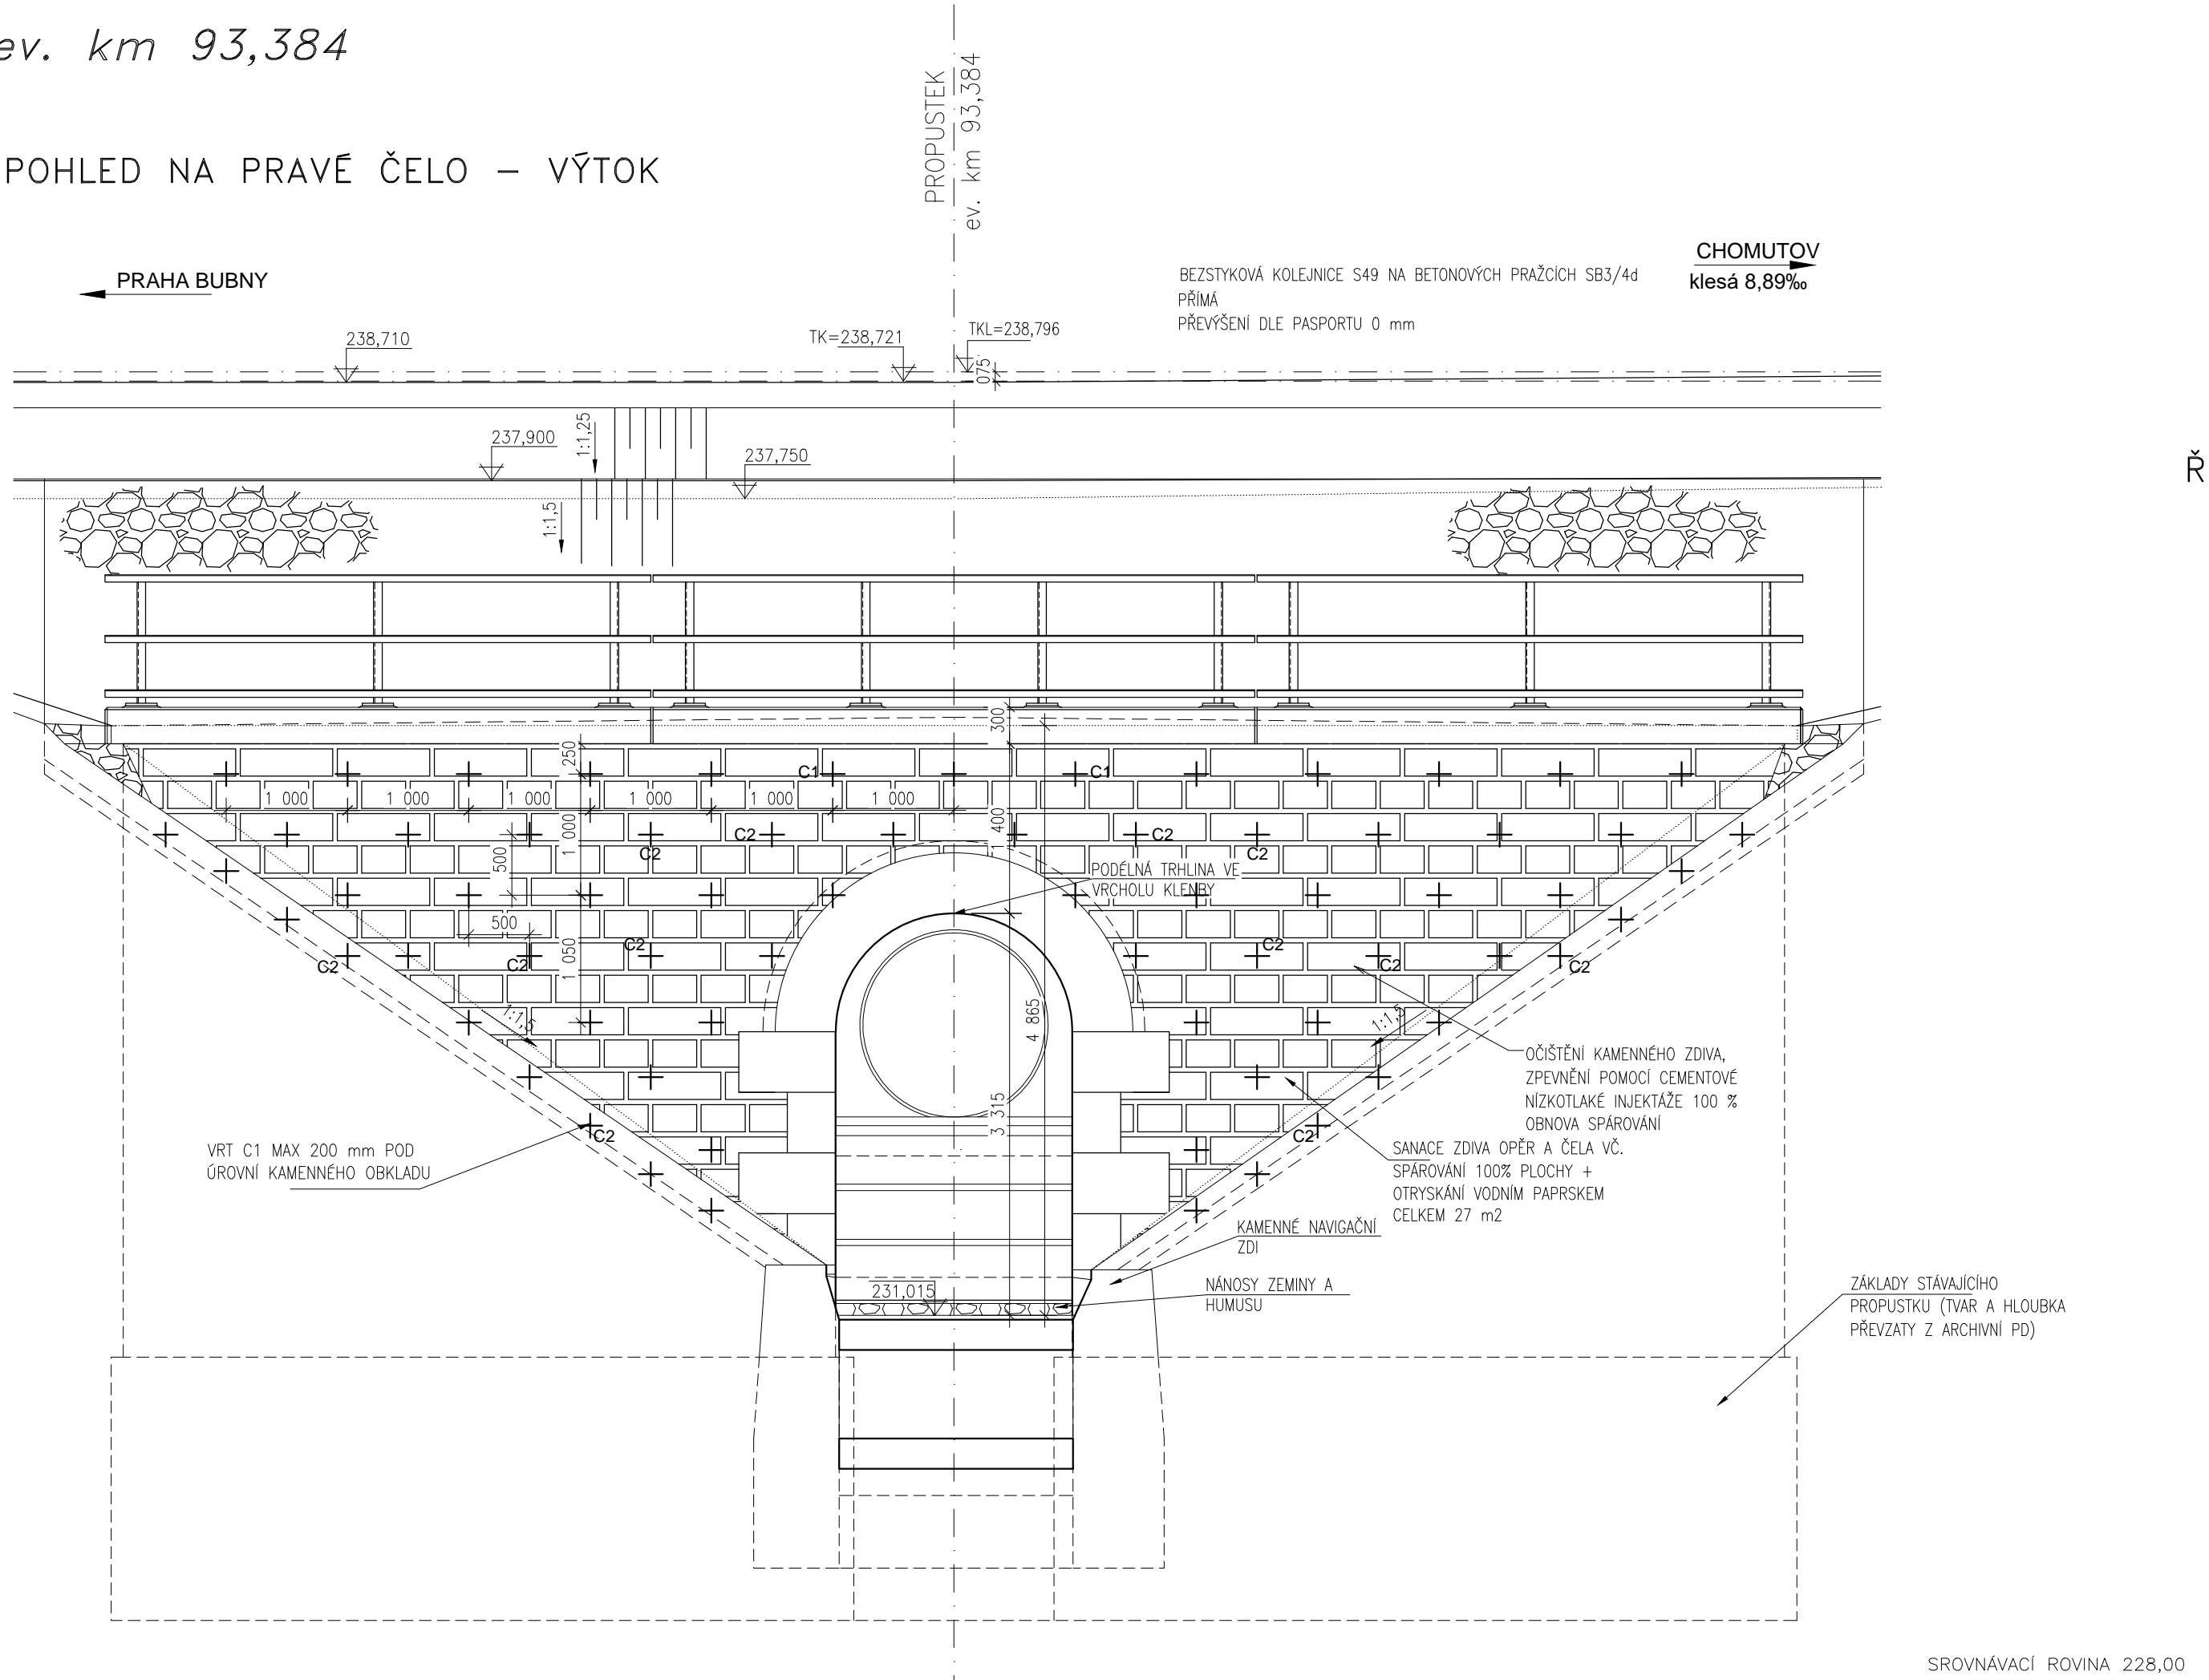 ev. km 93,384
PROPUSTEK
ev. km 93,384
POHLED NA PRAVÉ ČELO – VÝTOK
PRAHA BUBNY
CHOMUTOV
klesá 8,89‰
BEZSTYKOVÁ KOLEJNICE S49 NA BETONOVÝCH PRAŽCÍCH SB3/4d
PŘÍMÁ
PŘEVÝŠENÍ DLE PASPORTU 0 mm
238,710
TK=238,721
TKL=238,796
075
237,900
1:1,25
237,750
Ř
1:1,5
300
250
C1
C1
1 000
1 000
1 000
1 000
1 000
1 000
1 000
1 400
500
C2
C2
C2
C2
PODÉLNÁ TRHLINA VE
VRCHOLU KLENBY
500
1 050
C2
C2
C2
C2
C2
C2
1:1,5
4 865
1:1,5
OČIŠTĚNÍ KAMENNÉHO ZDIVA,
ZPEVNĚNÍ POMOCÍ CEMENTOVÉ
NÍZKOTLAKÉ INJEKTÁŽE 100 %
OBNOVA SPÁROVÁNÍ
3 315
C2
C2
VRT C1 MAX 200 mm POD
ÚROVNÍ KAMENNÉHO OBKLADU
SANACE ZDIVA OPĚR A ČELA VČ.
SPÁROVÁNÍ 100% PLOCHY +
OTRYSKÁNÍ VODNÍM PAPRSKEM
CELKEM 27 m2
KAMENNÉ NAVIGAČNÍ
ZDI
NÁNOSY ZEMINY A
HUMUSU
231,015
ZÁKLADY STÁVAJÍCÍHO
PROPUSTKU (TVAR A HLOUBKA
PŘEVZATY Z ARCHIVNÍ PD)
SROVNÁVACÍ ROVINA 228,00